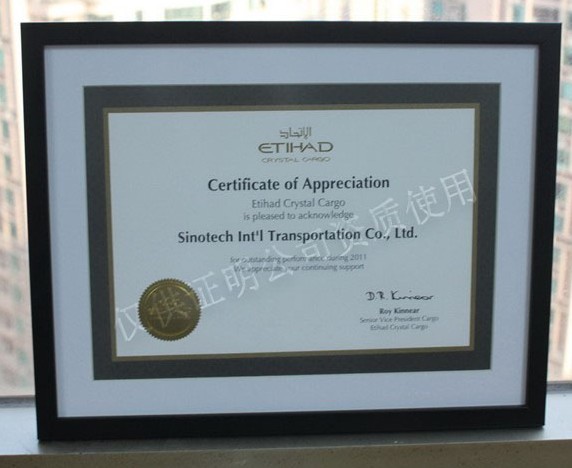 الإتحاد
ETIHAD
CRYSTAL CARGO
Certificate of Appreciation
Etihad Crystal Cargo
is pleased to acknowledge
Sinotech Int'l Transportation Co., Ltd.
for outstanding performance during 2011
We appreciate your continuing support
D.R. Kinnear
Roy Kinnear
Senior Vice President Cargo
Etihad Crystal Cargo
仅供证明公司资质使用